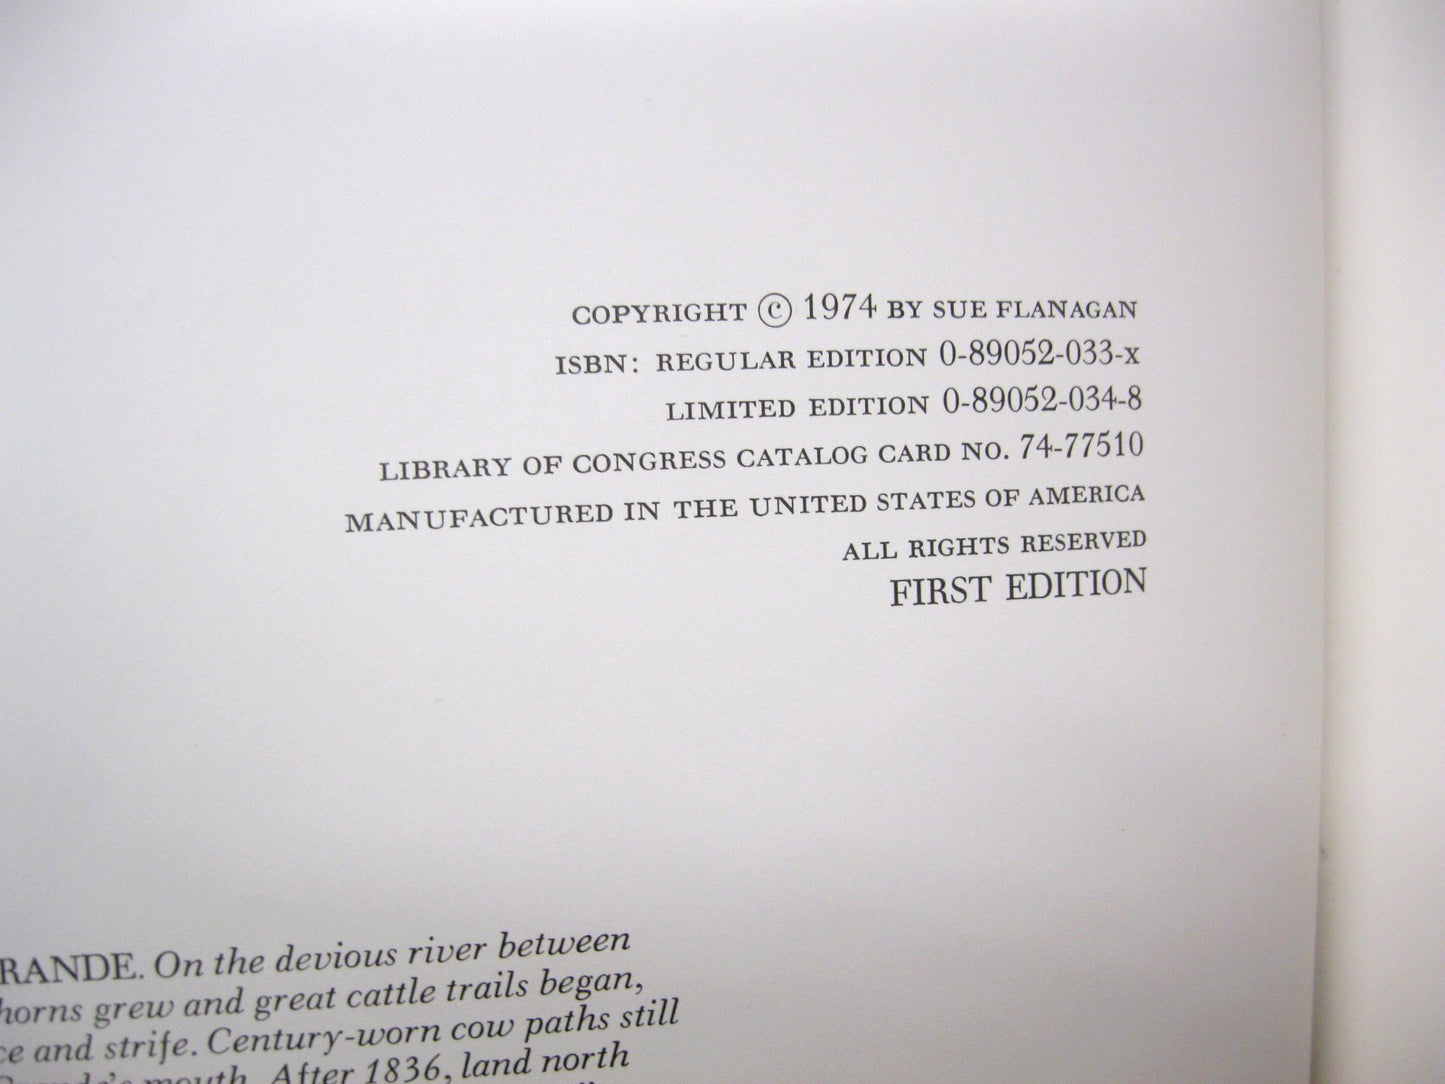 COPYRIGHT © 1974 BY SUE FLANAGAN
ISBN: REGULAR EDITION 0-89052-033-X
LIMITED EDITION 0-89052-034-8
LIBRARY OF CONGRESS CATALOG CARD NO. 74-77510
MANUFACTURED IN THE UNITED STATES OF AMERICA
ALL RIGHTS RESERVED
FIRST EDITION
RANDE. On the devious river between
horns grew and great cattle trails began,
ce and strife. Century-worn cow paths still
mouth. After 1836, land north